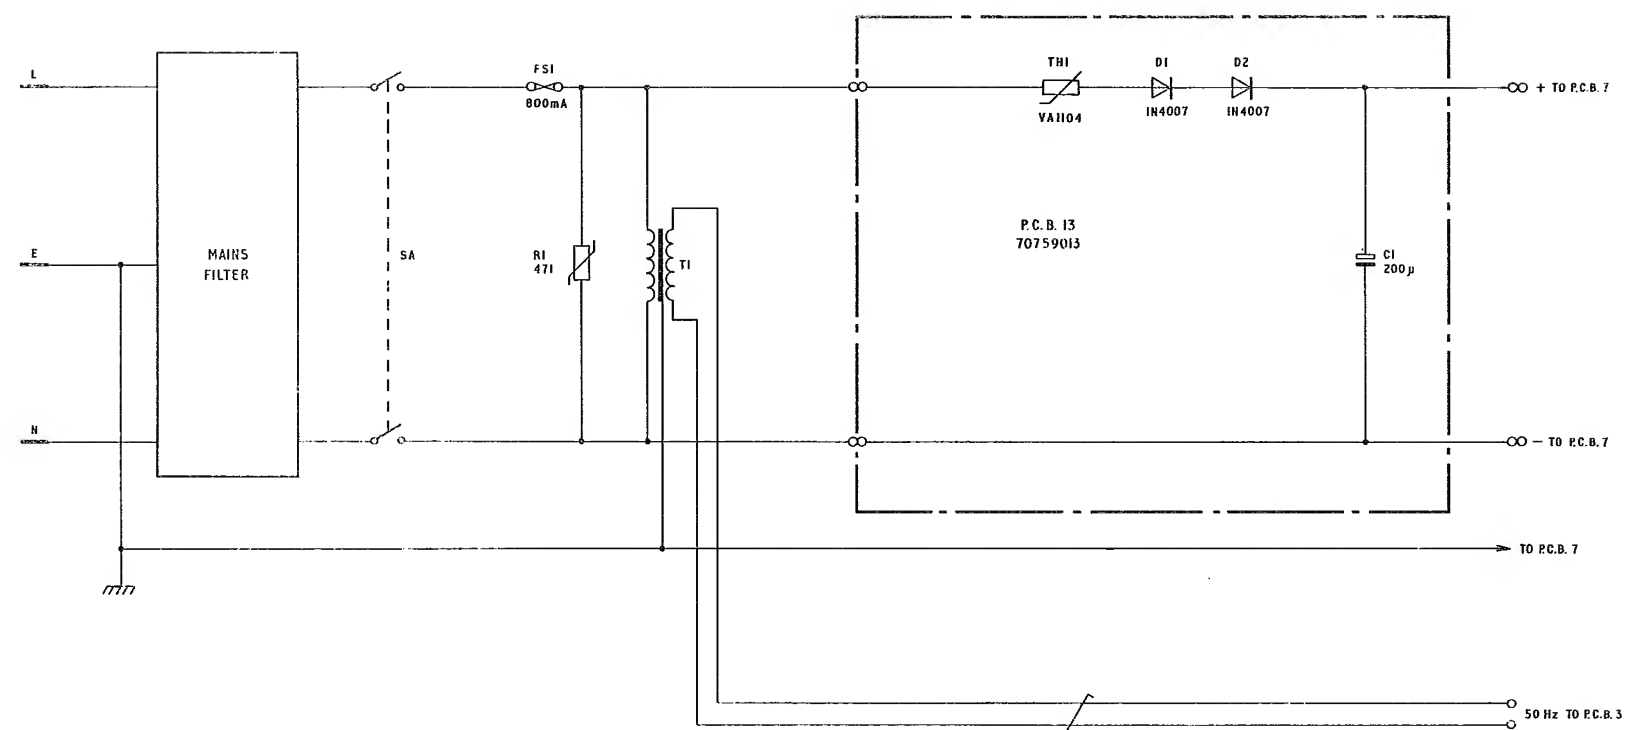 L
FS1
800mA
TH1
VA1104
D1
1N4007
D2
1N4007
+ TO P.C.B. 7
P.C.B. 13
70759013
E
MAINS
FILTER
SA
R1
471
T1
C1
200µ
N
− TO P.C.B. 7
TO P.C.B. 7
50 Hz TO P.C.B. 3